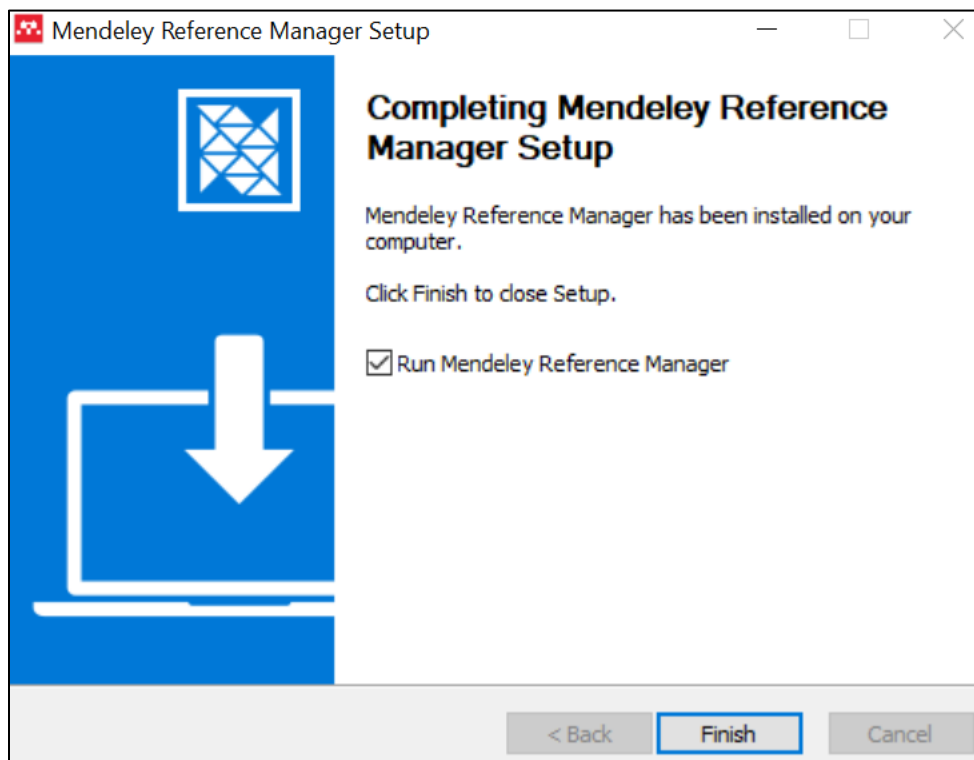 Mendeley Reference Manager Setup
Completing Mendeley Reference
Manager Setup
Mendeley Reference Manager has been installed on your
computer.
Click Finish to close Setup.
Run Mendeley Reference Manager
< Back Finish Cancel